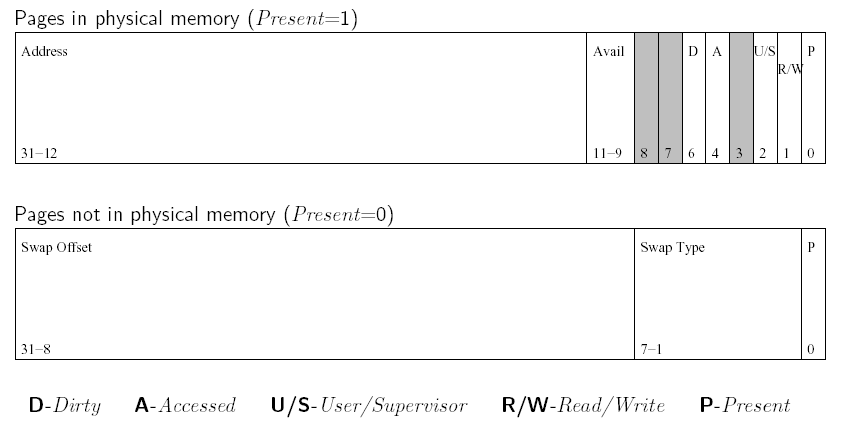 Pages in physical memory (Present=1)
Address Avail D A U/S P
R/W
31–12 11–9 8 7 6 4 3 2 1 0
Pages not in physical memory (Present=0)
Swap Offset Swap Type P
31–8 7–1 0
D-Dirty A-Accessed U/S-User/Supervisor R/W-Read/Write P-Present